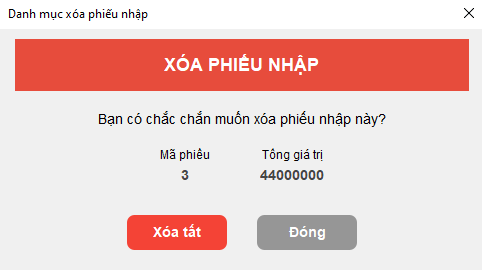 Danh mục xóa phiếu nhập
XÓA PHIẾU NHẬP
Bạn có chắc chắn muốn xóa phiếu nhập này?
Mã phiếu Tổng giá trị
3 44000000
Xóa tất Đóng